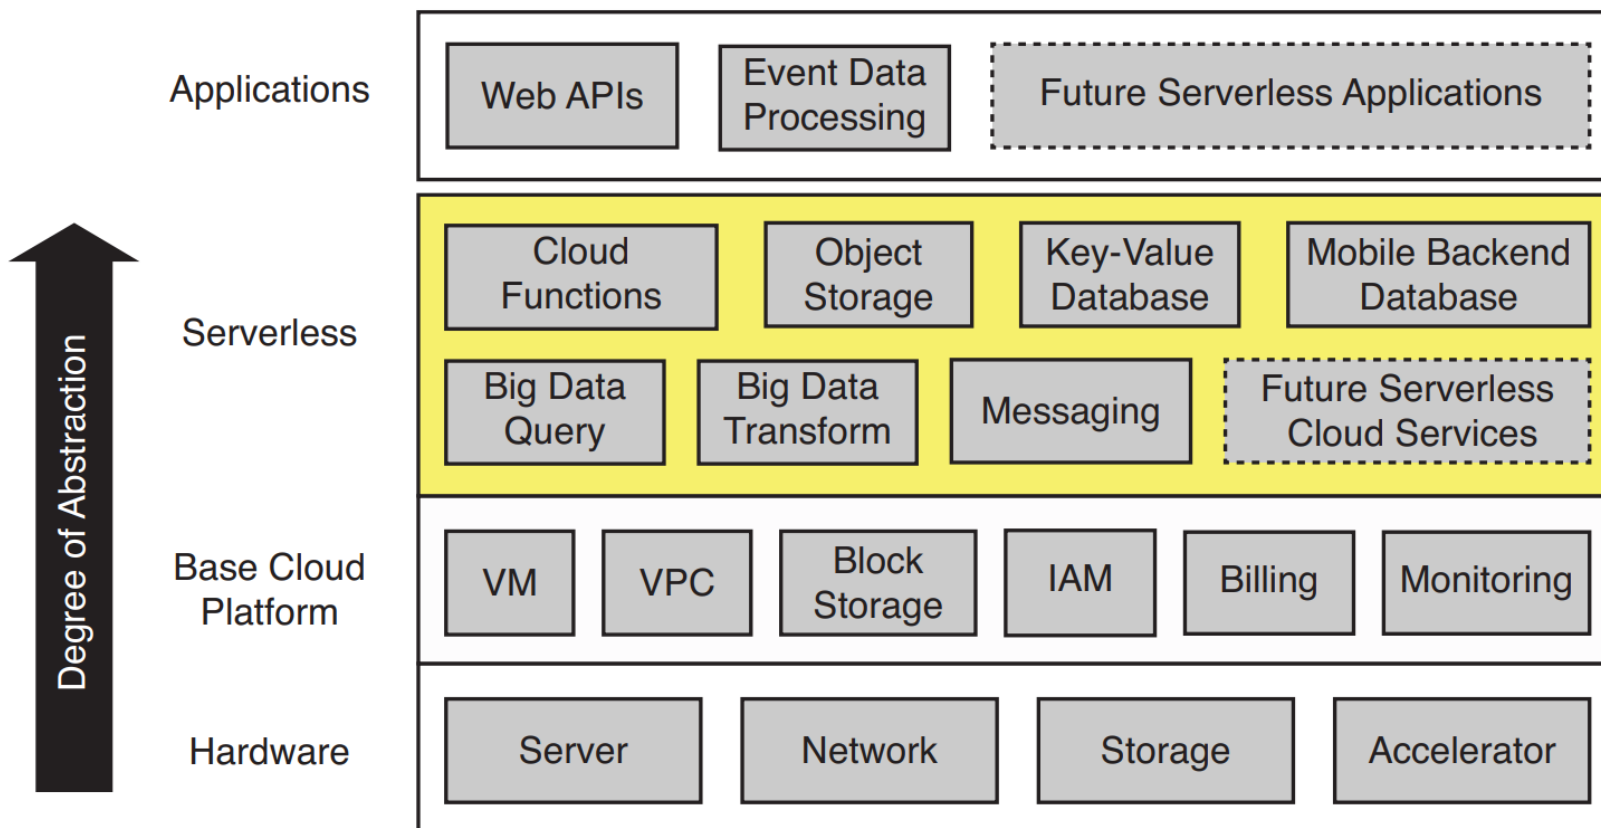 Applications
Web APIs
Event Data
Processing
Future Serverless Applications
Degree of Abstraction
Serverless
Cloud
Functions
Object
Storage
Key-Value
Database
Mobile Backend
Database
Big Data
Query
Big Data
Transform
Messaging
Future Serverless
Cloud Services
Base Cloud
Platform
VM
VPC
Block
Storage
IAM
Billing
Monitoring
Hardware
Server
Network
Storage
Accelerator